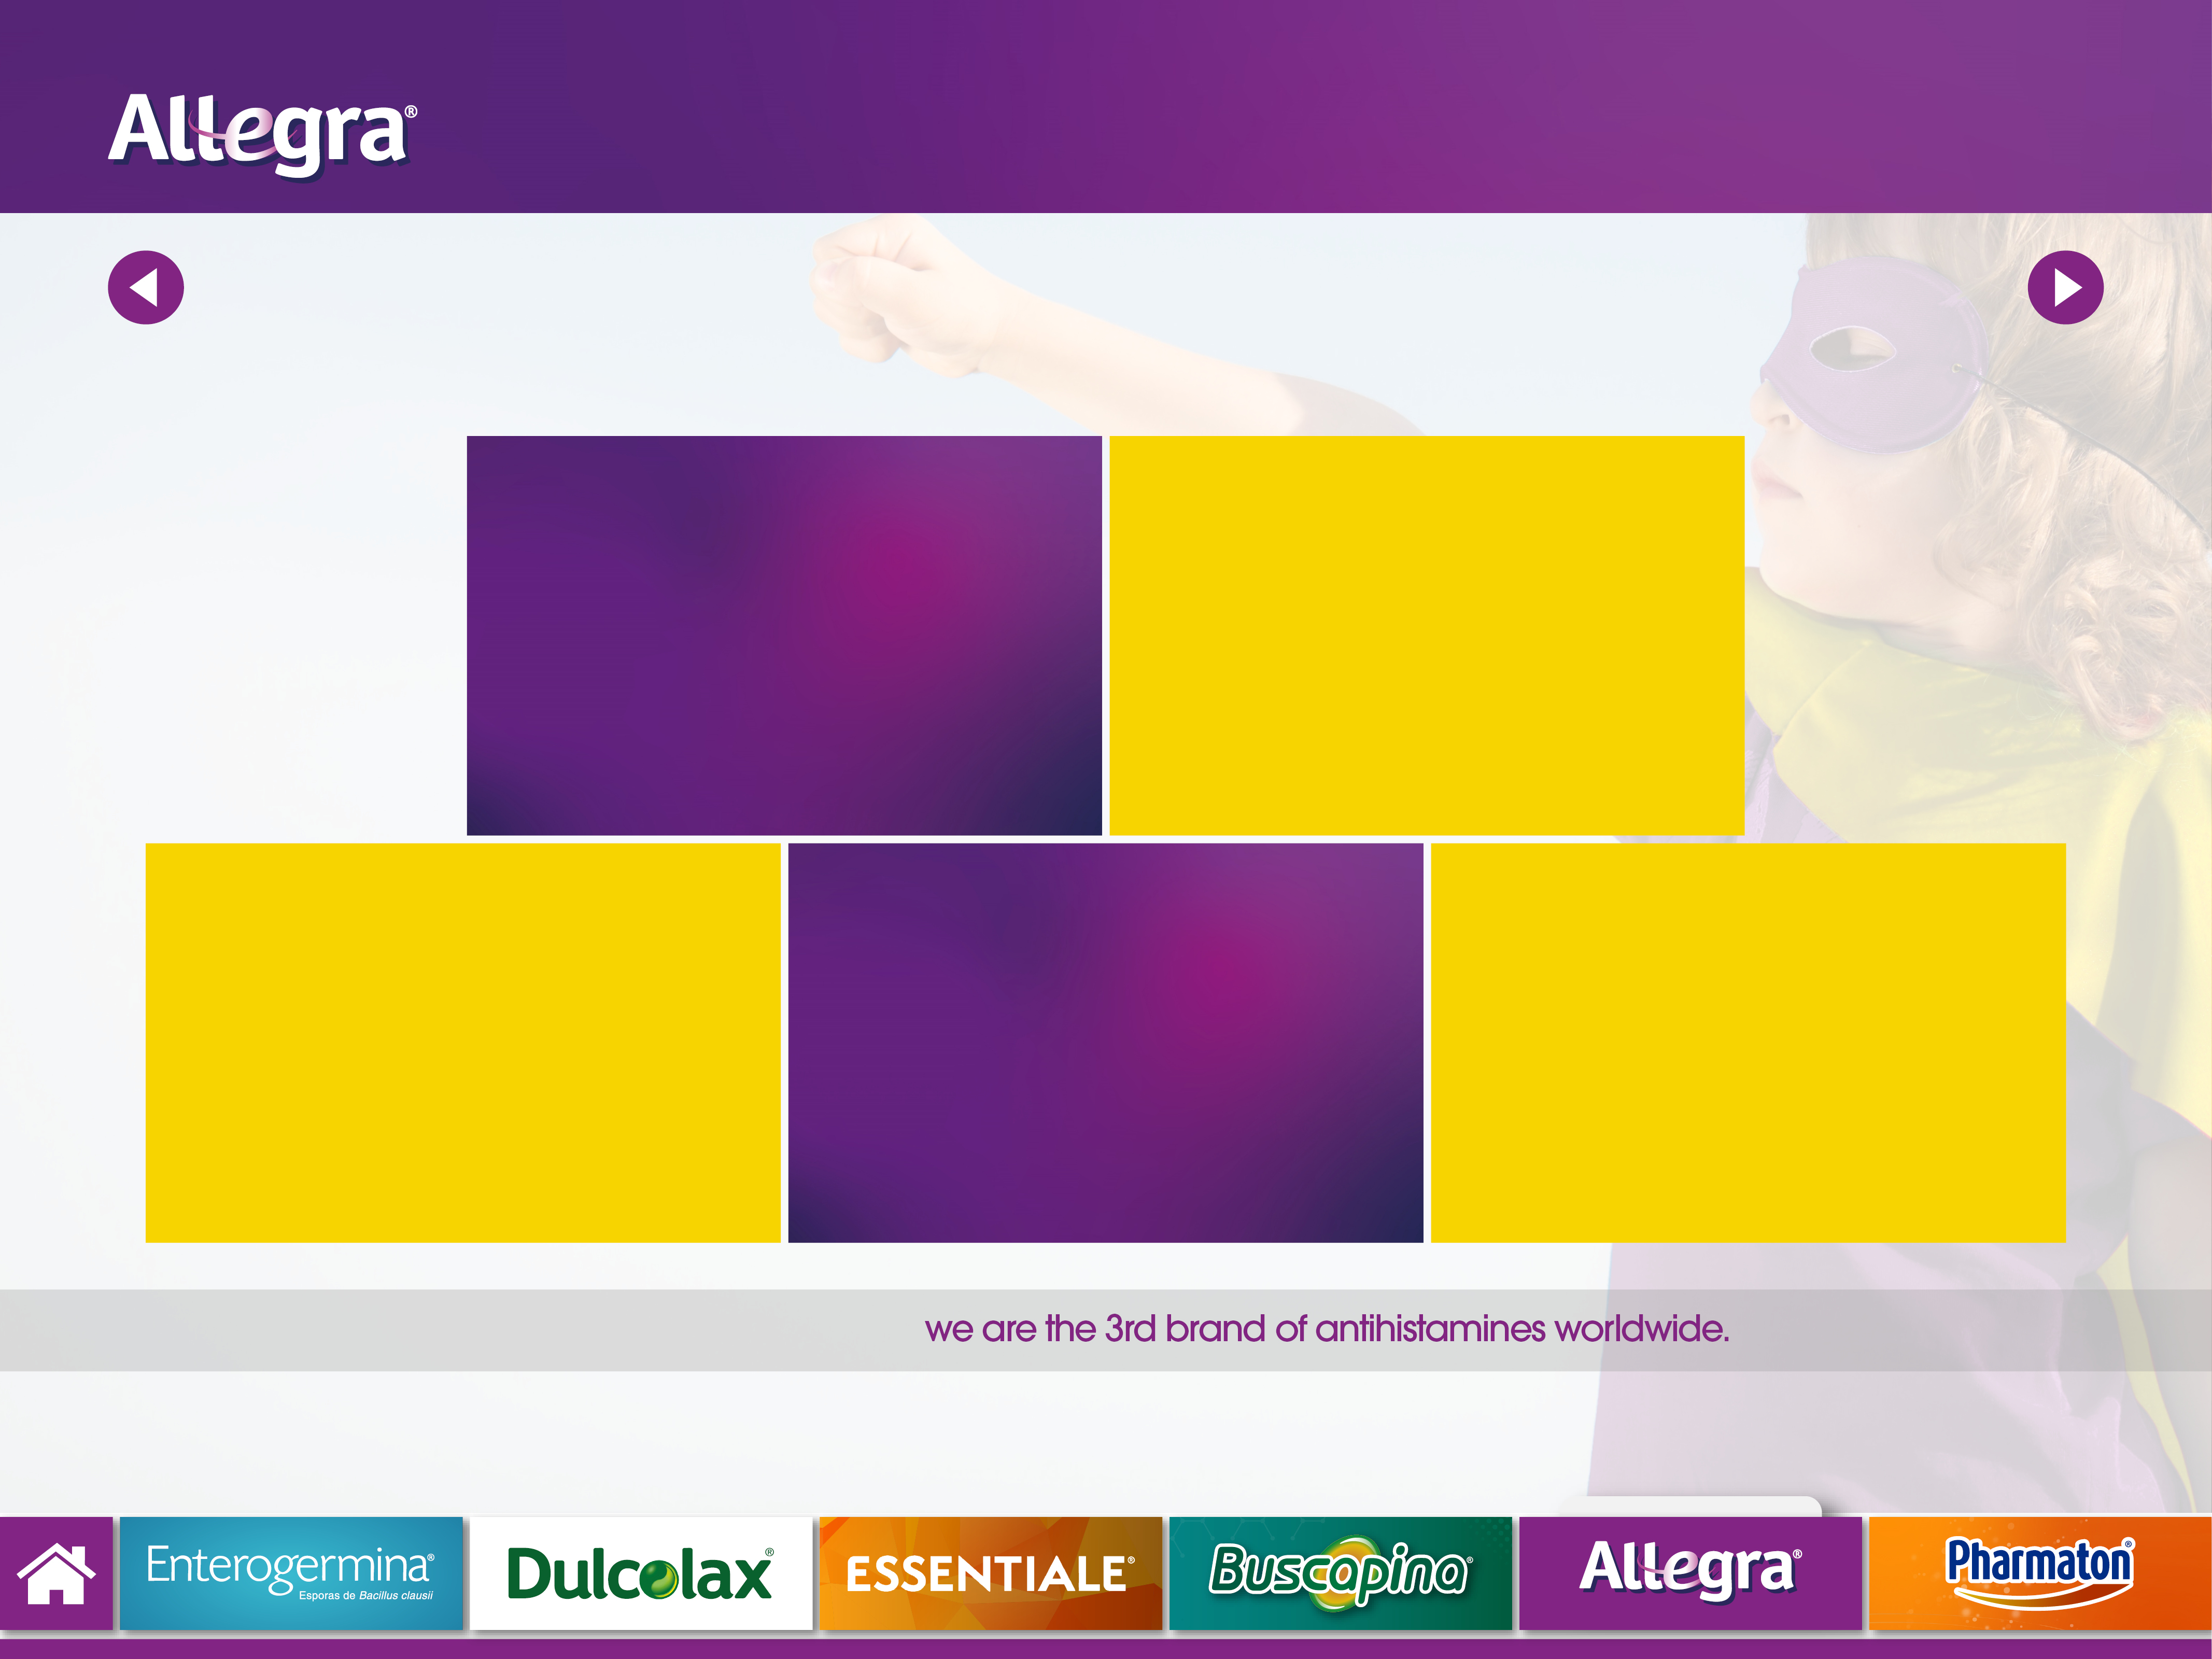 Allegra®
we are the 3rd brand of antihistamines worldwide.
Enterogermina®
Esporas de Bacillus clausii
Dulcolax®
ESSENTIALE®
Buscapina®
Allegra®
Pharmaton®